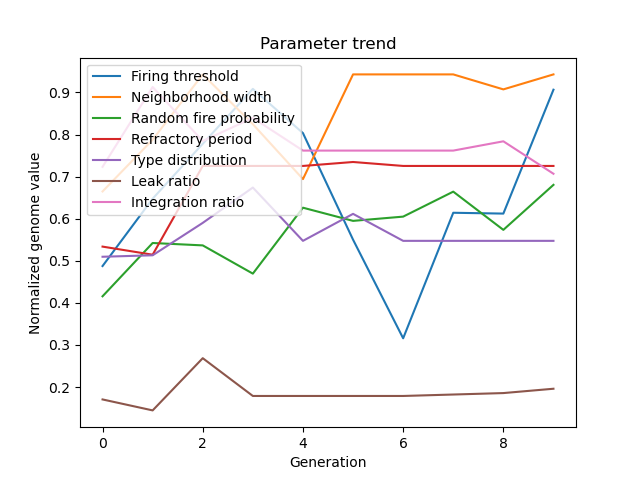 Parameter trend
Firing threshold
Neighborhood width
Random fire probability
Refractory period
Type distribution
Leak ratio
Integration ratio
0.9
0.8
0.7
0.6
0.5
0.4
0.3
0.2
Normalized genome value
0 2 4 6 8
Generation